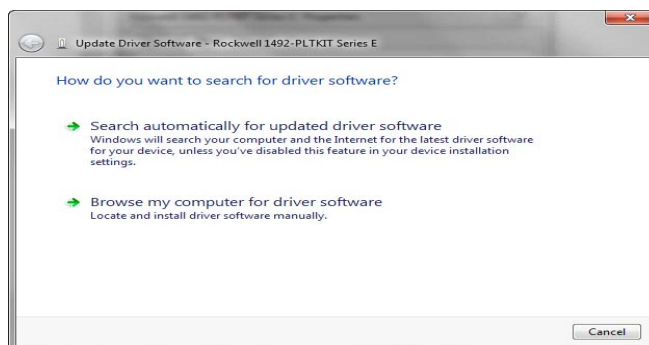 Update Driver Software - Rockwell 1492-PLTKIT Series E
How do you want to search for driver software?
Search automatically for updated driver software
Windows will search your computer and the Internet for the latest driver software
for your device, unless you've disabled this feature in your device installation
settings.
Browse my computer for driver software
Locate and install driver software manually.
Cancel